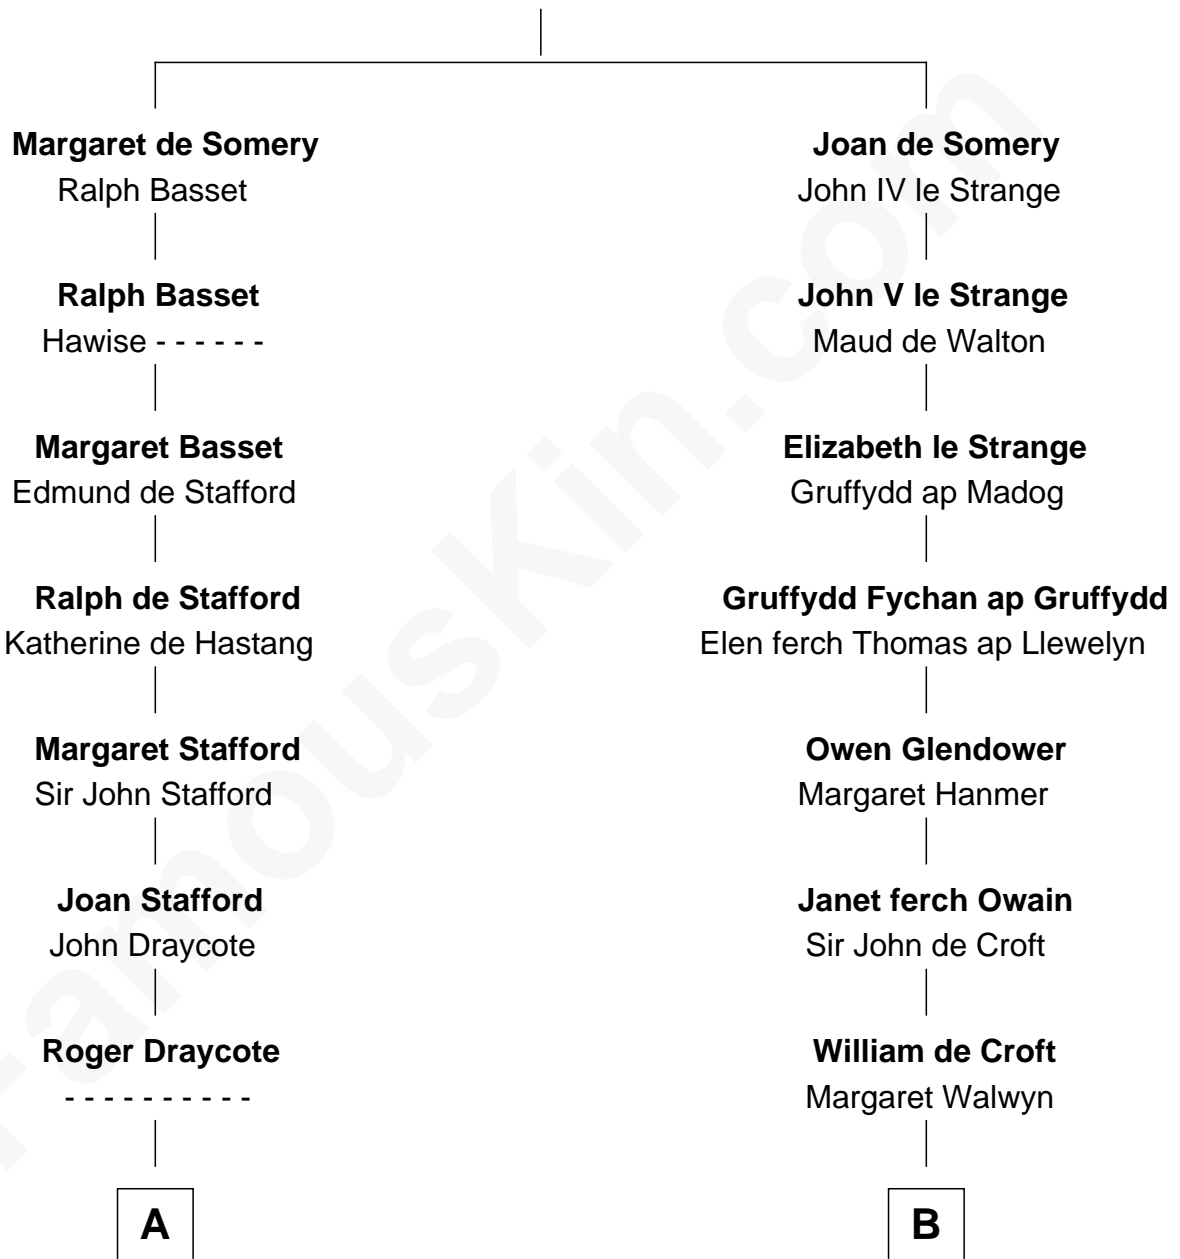 Margaret de Somery
Ralph Basset
Ralph Basset
Hawise - - - - - -
Margaret Basset
Edmund de Stafford
Ralph de Stafford
Katherine de Hastang
Margaret Stafford
Sir John Stafford
Joan Stafford
John Draycote
Roger Draycote
- - - - - - - - - -
A
Joan de Somery
John IV le Strange
John V le Strange
Maud de Walton
Elizabeth le Strange
Gruffydd ap Madog
Gruffydd Fychan ap Gruffydd
Elen ferch Thomas ap Llewelyn
Owen Glendower
Margaret Hanmer
Janet ferch Owain
Sir John de Croft
William de Croft
Margaret Walwyn
B
FamousKin.com